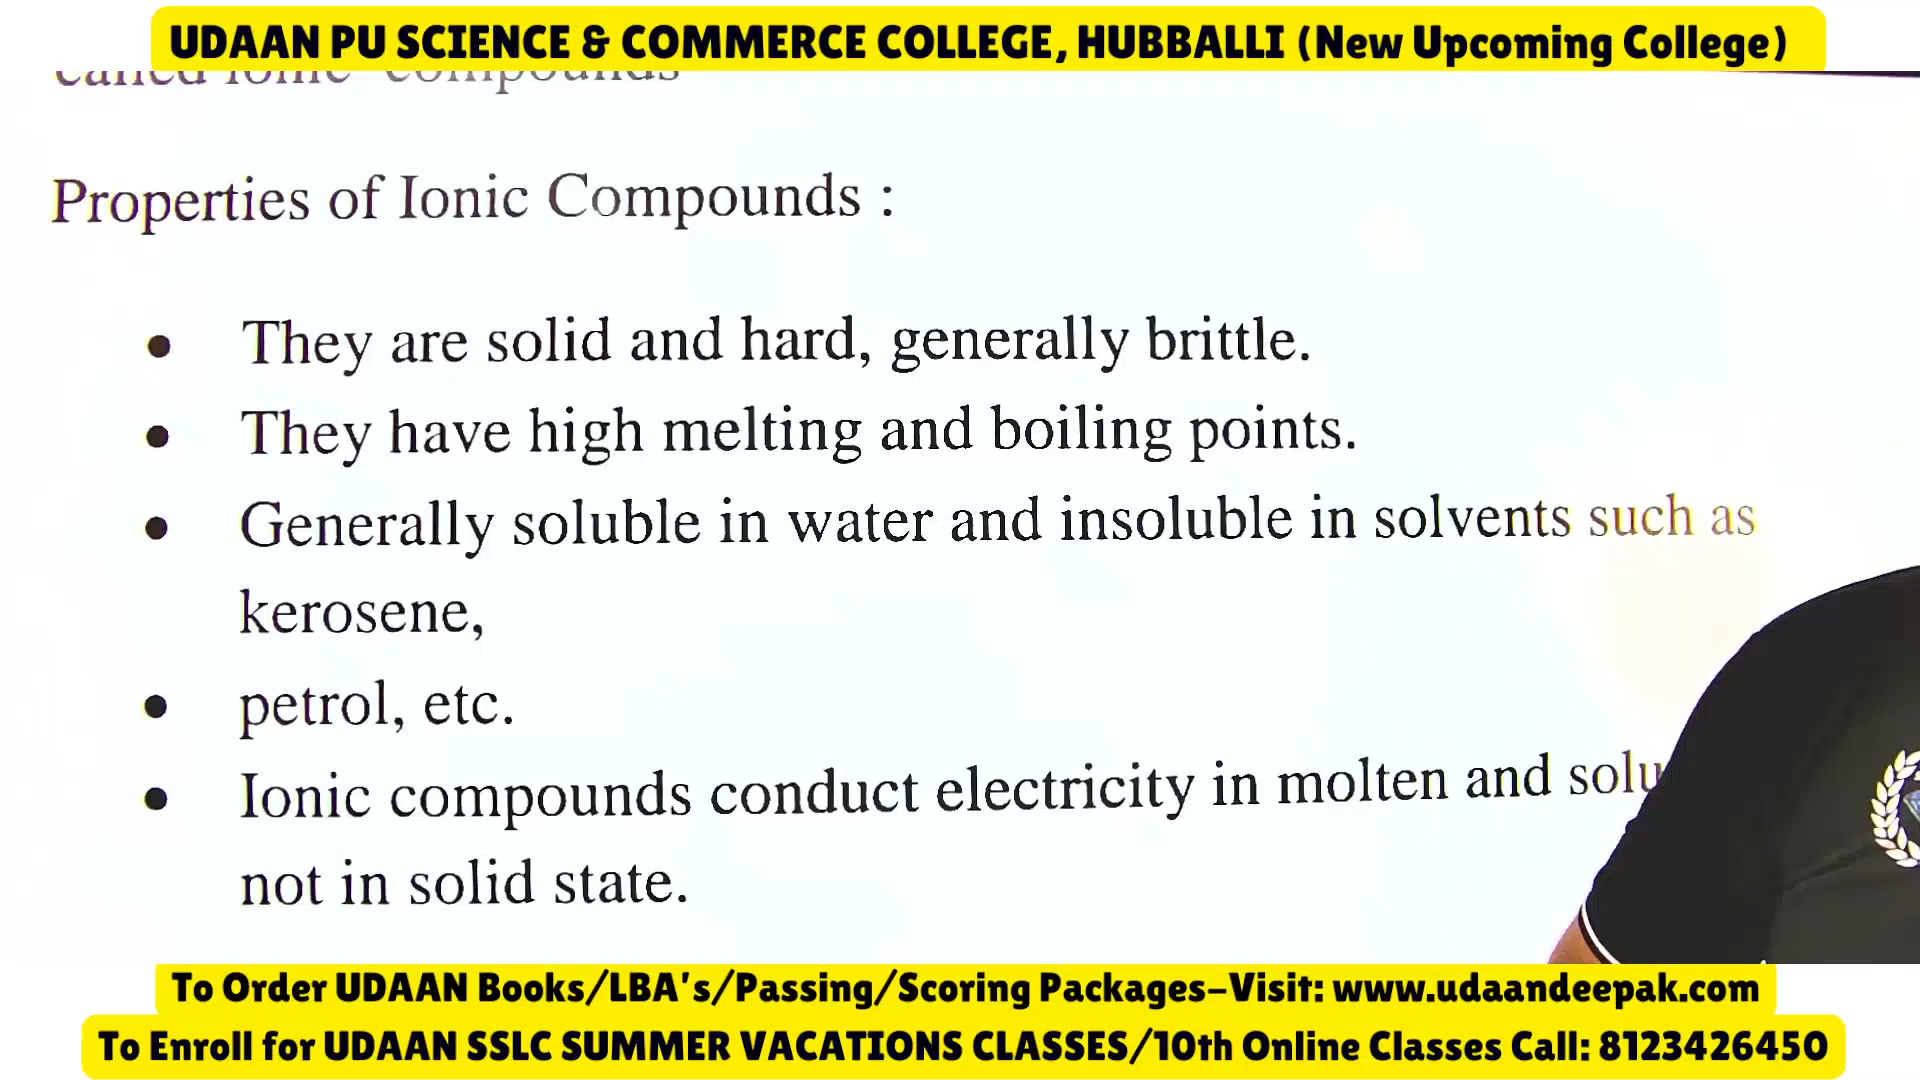 UDAAN PU SCIENCE & COMMERCE COLLEGE, HUBBALLI (New Upcoming College)
called ionic compounds
Properties of Ionic Compounds :
• They are solid and hard, generally brittle.
• They have high melting and boiling points.
• Generally soluble in water and insoluble in solvents such as
kerosene,
• petrol, etc.
• Ionic compounds conduct electricity in molten and
not in solid state.
To Order UDAAN Books/LBA's/Passing/Scoring Packages–Visit: www.udaandeepak.com
To Enroll for UDAAN SSLC SUMMER VACATIONS CLASSES/10th Online Classes Call: 8123426450